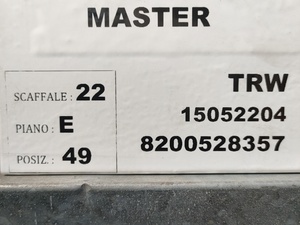 MASTER
SCAFFALE : 22
PIANO : E
POSIZ. : 49
TRW
15052204
8200528357